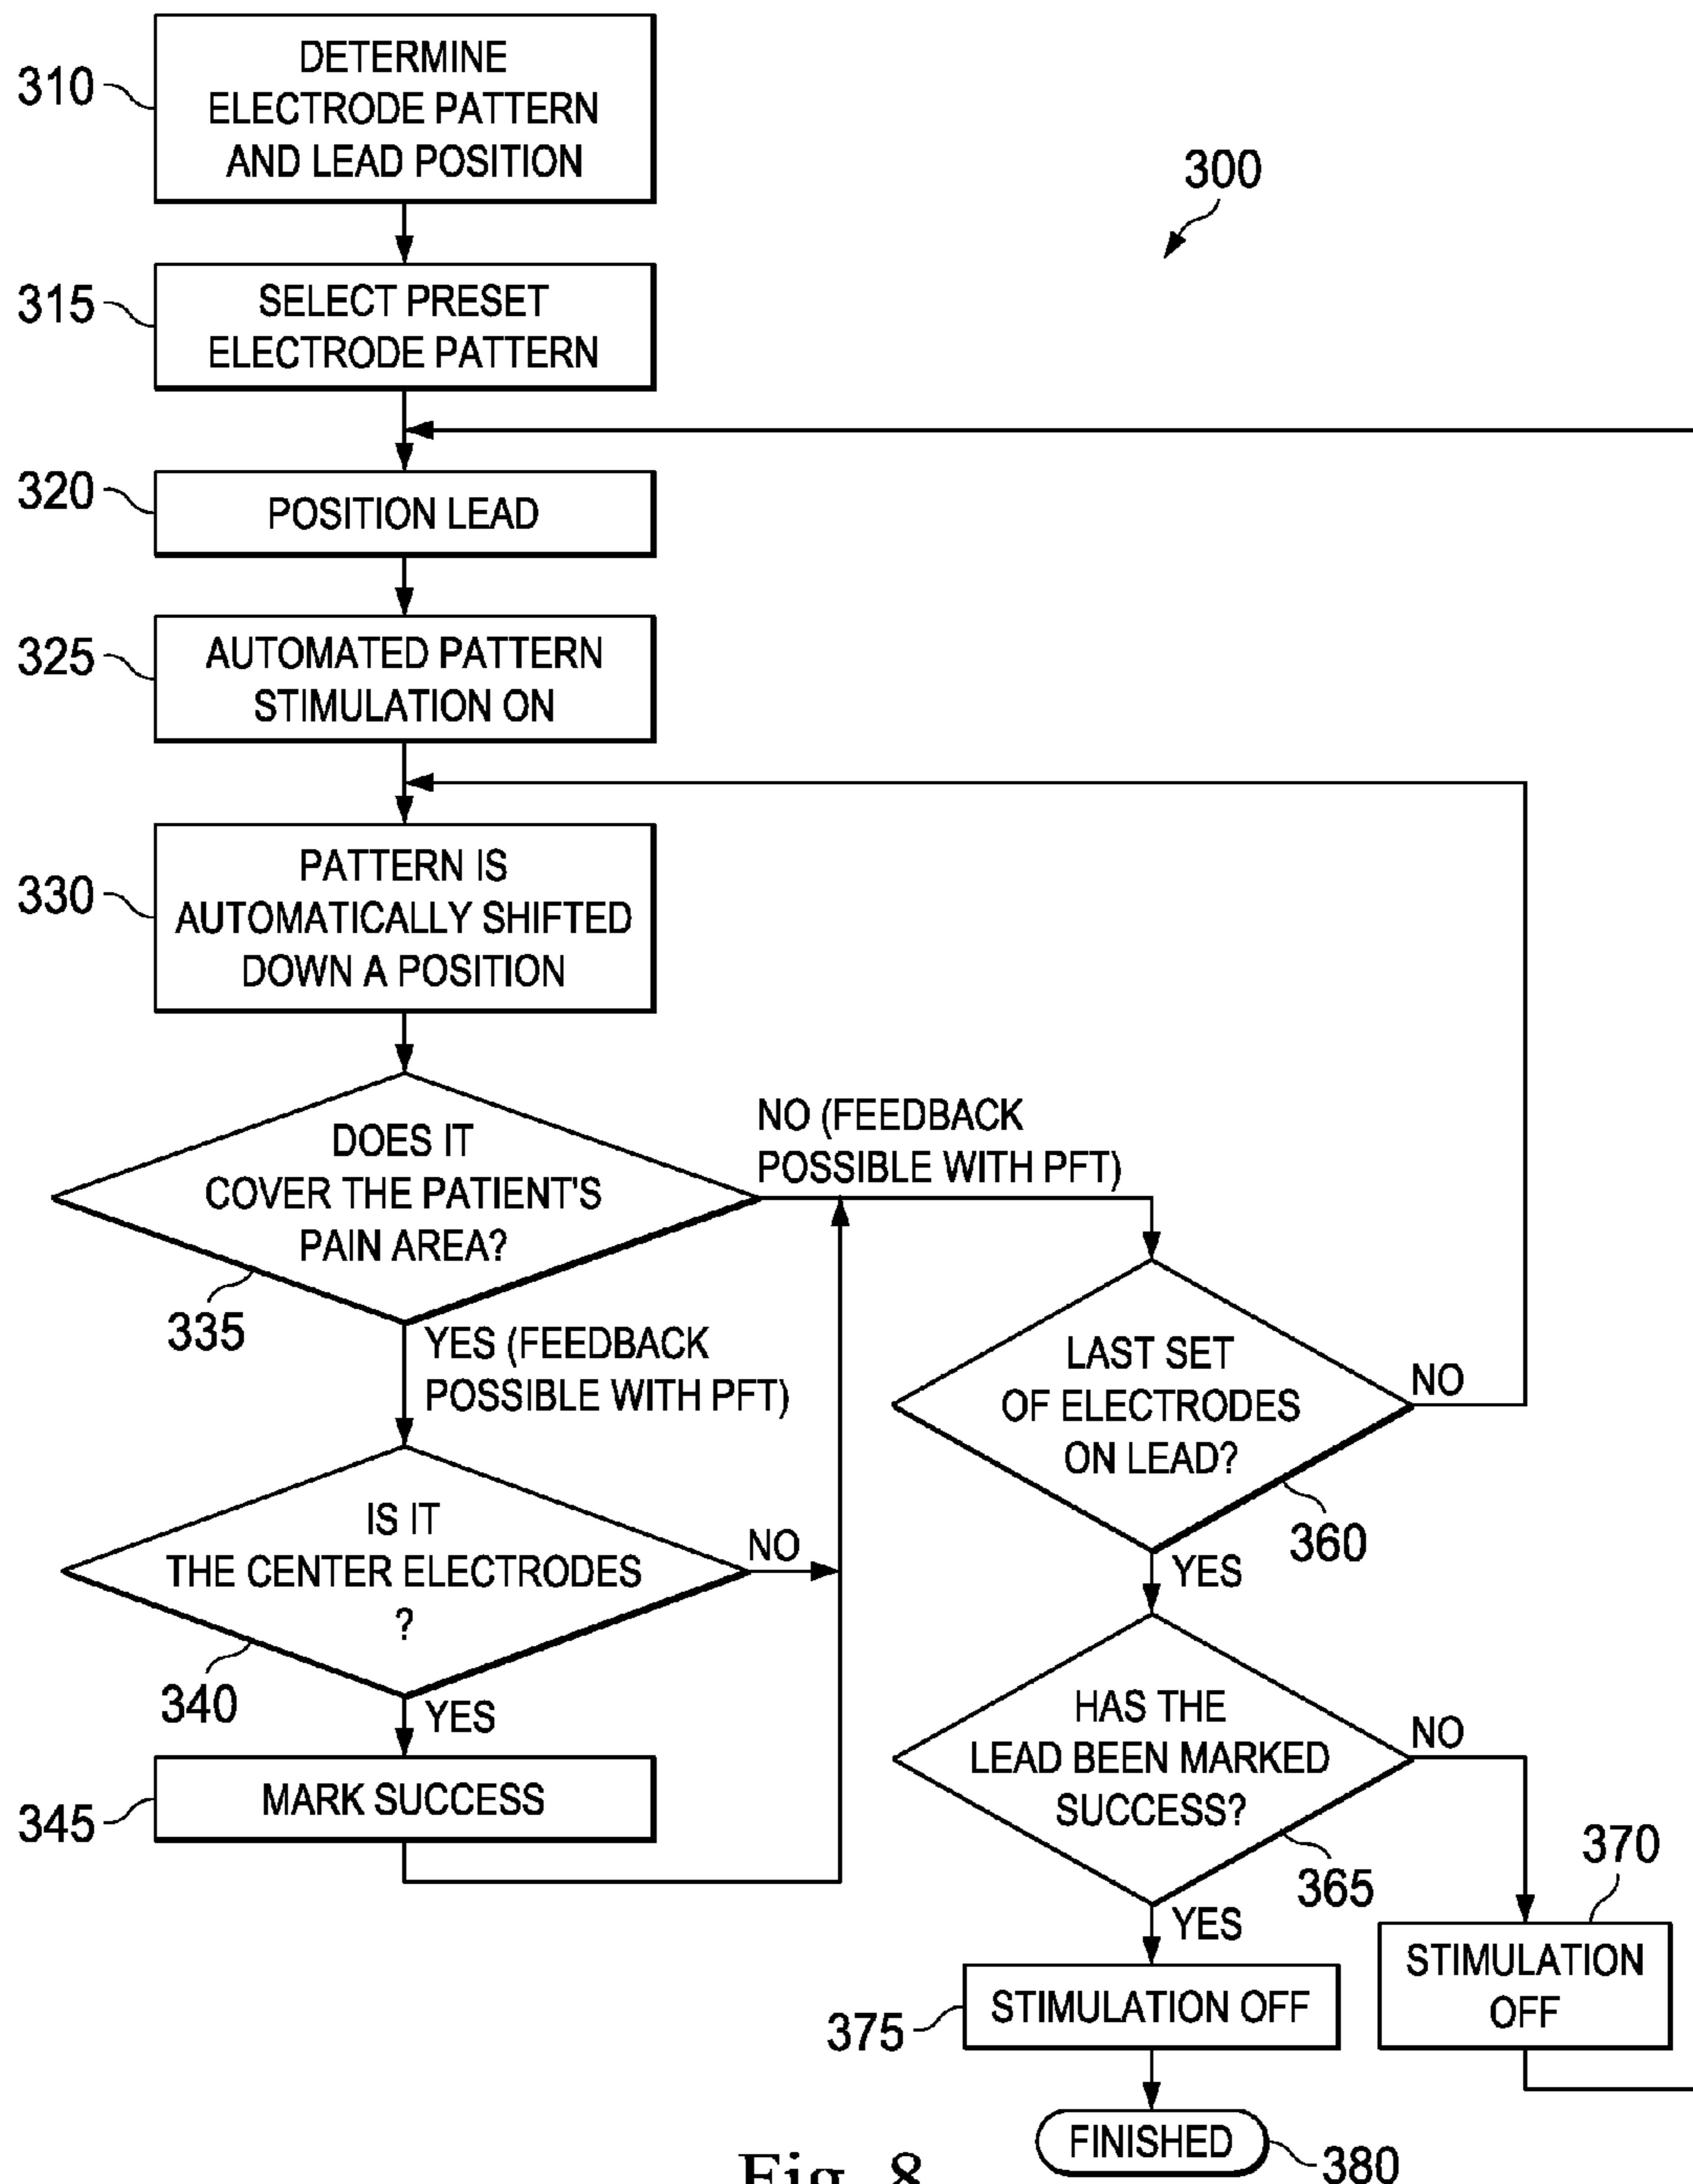 310
DETERMINE
ELECTRODE PATTERN
AND LEAD POSITION
300
315
SELECT PRESET
ELECTRODE PATTERN
320
POSITION LEAD
325
AUTOMATED PATTERN
STIMULATION ON
330
PATTERN IS
AUTOMATICALLY SHIFTED
DOWN A POSITION
DOES IT
COVER THE PATIENT'S
PAIN AREA?
335
NO (FEEDBACK
POSSIBLE WITH PFT)
YES (FEEDBACK
POSSIBLE WITH PFT)
IS IT
THE CENTER ELECTRODES
?
340
NO
YES
345
MARK SUCCESS
LAST SET
OF ELECTRODES
ON LEAD?
NO
360
YES
HAS THE
LEAD BEEN MARKED
SUCCESS?
NO
365
YES
370
STIMULATION
OFF
375
STIMULATION OFF
FINISHED
380
Fig. 8